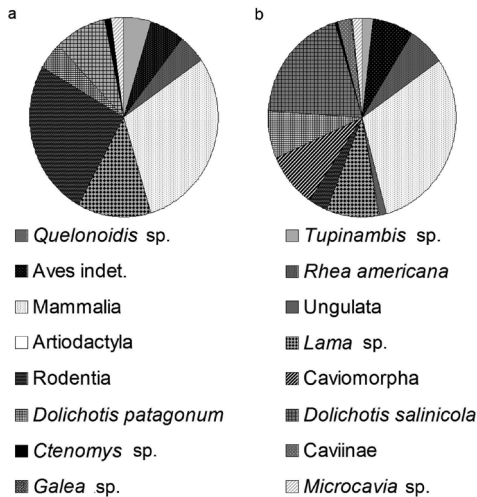 a b
Quelonoidis sp. Tupinambis sp.
Aves indet. Rhea americana
Mammalia Ungulata
Artiodactyla Lama sp.
Rodentia Caviomorpha
Dolichotis patagonum Dolichotis salinicola
Ctenomys sp. Caviinae
Galea .sp. Microcavia sp.